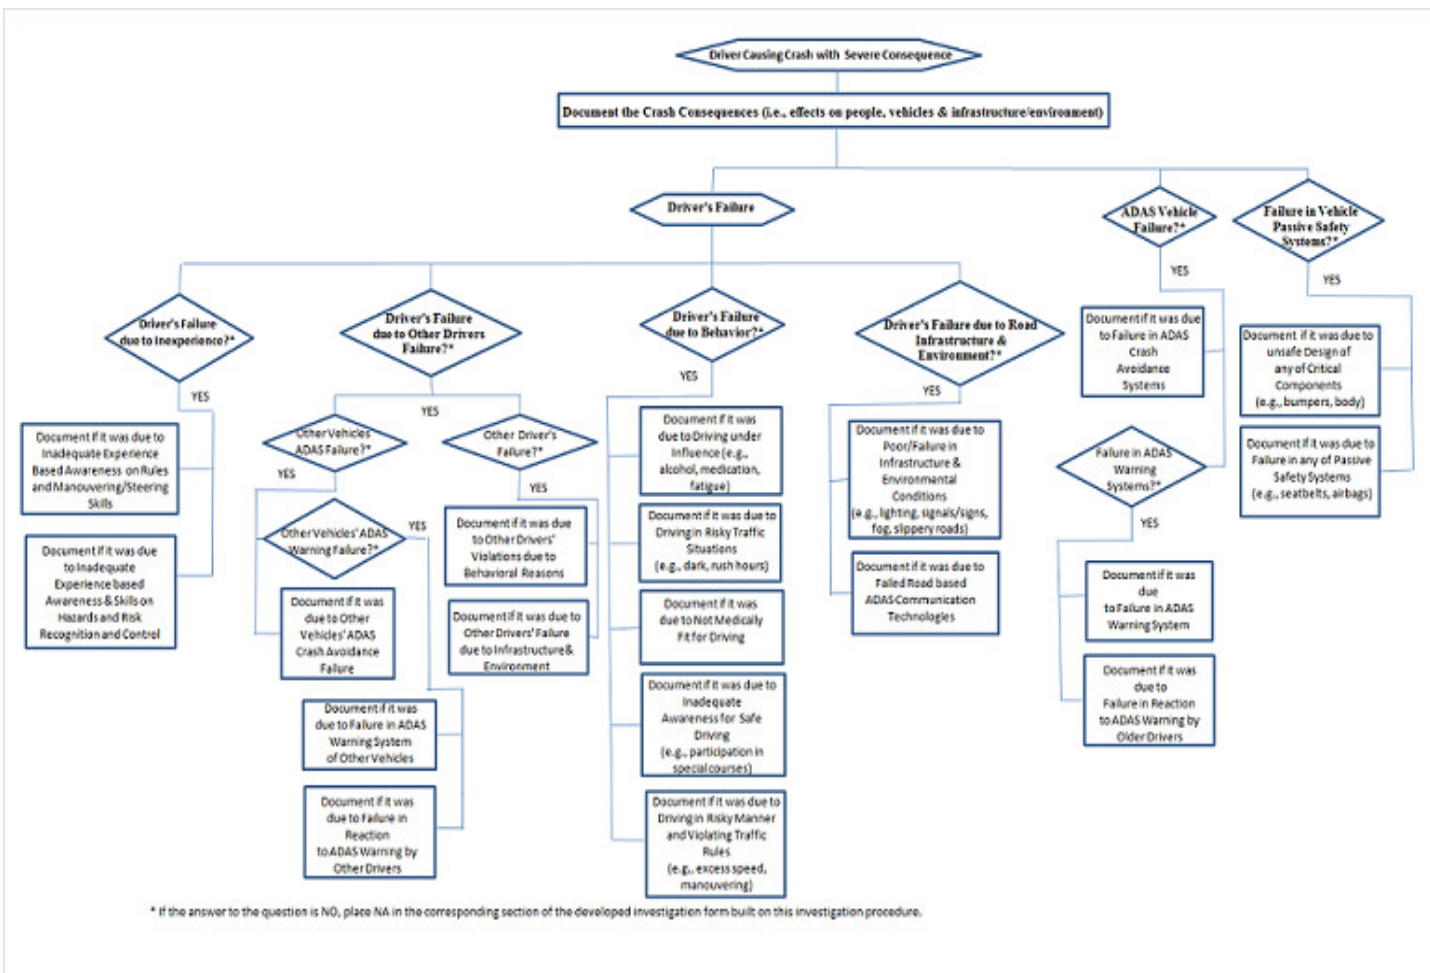 Driver Causing Crash with Severe Consequence
Document the Crash Consequences (i.e., effects on people, vehicles & infrastructure/environment)
Driver's Failure
ADAS Vehicle
Failure?*
Failure in Vehicle
Passive Safety
Systems?*
YES
YES
Driver's Failure
due to Inexperience?*
Driver's Failure
due to Other Drivers
Failure?*
Driver's Failure
due to Behavior?*
Driver's Failure due to Road
Infrastructure &
Environment?*
YES
YES
YES
YES
Document if it was due
to Failure in ADAS
Crash
Avoidance
Systems
Document if it was due to
unsafe Design of
any of Critical
Components
(e.g., bumpers, body)
Document if it was due to
Failure in any of Passive
Safety Systems
(e.g., seatbelts, airbags)
Failure in ADAS
Warning
Systems?*
YES
Document if it was
due
to Failure in ADAS
Warning System
Document if it was
due to
Failure in Reaction
to ADAS Warning by
Older Drivers
Document if it was due to
Inadequate Experience
Based Awareness on Rules
and Manouvering/Steering
Skills
Document if it was due
to Inadequate
Experience based
Awareness & Skills on
Hazards and Risk
Recognition and Control
Other Vehicles
ADAS Failure?*
YES
Other Driver's
Failure?*
YES
Other Vehicles' ADAS
Warning Failure?*
YES
Document if it was
due to Other
Vehicles' ADAS
Crash Avoidance
Failure
Document if it was
due to Failure in ADAS
Warning System
of Other Vehicles
Document if it was
due to Failure in
Reaction
to ADAS Warning by
Other Drivers
Document if it was due
to Other Drivers'
Violations due to
Behavioral Reasons
Document if it was due to
Other Drivers' Failure
due to Infrastructure &
Environment
Document if it was
due to Driving under
Influence (e.g.,
alcohol, medication,
fatigue)
Document if it was due to
Driving in Risky Traffic
Situations
(e.g., dark, rush hours)
Document if it was
due to Not Medically
Fit for Driving
Document if it was due to
Inadequate
Awareness for Safe
Driving
(e.g., participation in
special courses)
Document if it was due to
Driving in Risky Manner
and Violating Traffic
Rules
(e.g., excess speed,
manouvering)
Document if it was due to
Poor/Failure in
Infrastructure &
Environmental
Conditions
(e.g., lighting, signals/signs,
fog, slippery roads)
Document if it was due to
Failed Road based
ADAS Communication
Technologies
* If the answer to the question is NO, place NA in the corresponding section of the developed investigation form built on this investigation procedure.